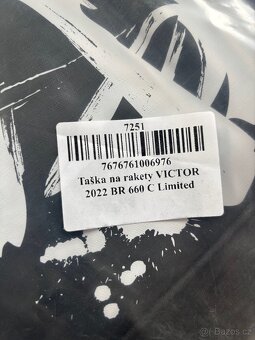 7251
7676761006976
Taška na rakety VICTOR
2022 BR 660 C Limited
Bazos.cz